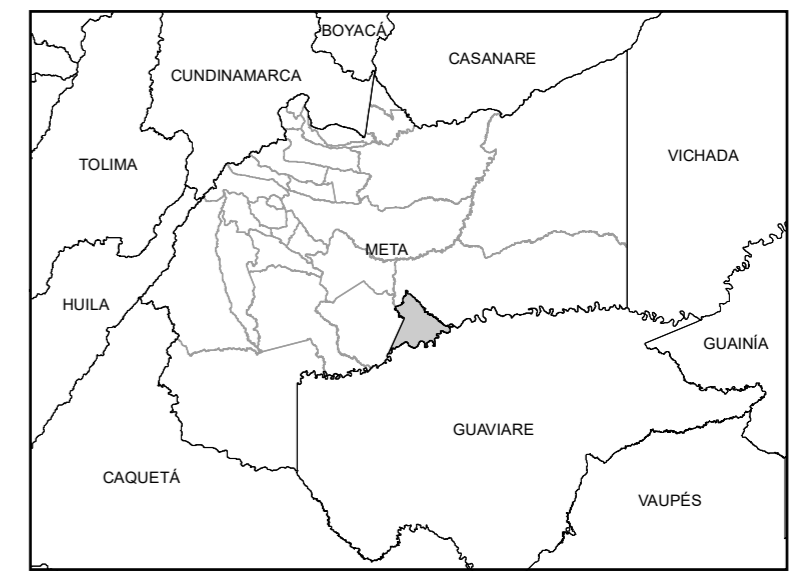 BOYACÁ
CASANARE
CUNDINAMARCA
VICHADA
TOLIMA
META
HUILA
GUAINÍA
GUAVIARE
CAQUETÁ
VAUPÉS